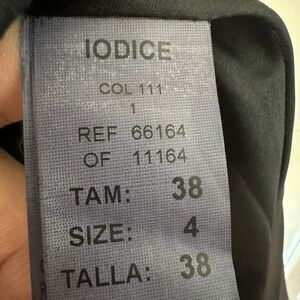 IODICE
COL 111
1
REF 66164
OF 11164
TAM: 38
SIZE: 4
TALLA: 38